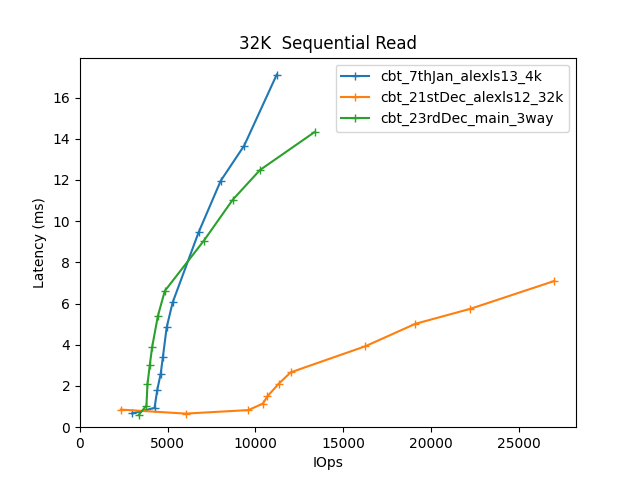 32K  Sequential Read
cbt_7thJan_alexls13_4k
cbt_21stDec_alexls12_32k
cbt_23rdDec_main_3way
Latency (ms)
16
14
12
10
8
6
4
2
0
0 5000 10000 15000 20000 25000
IOps